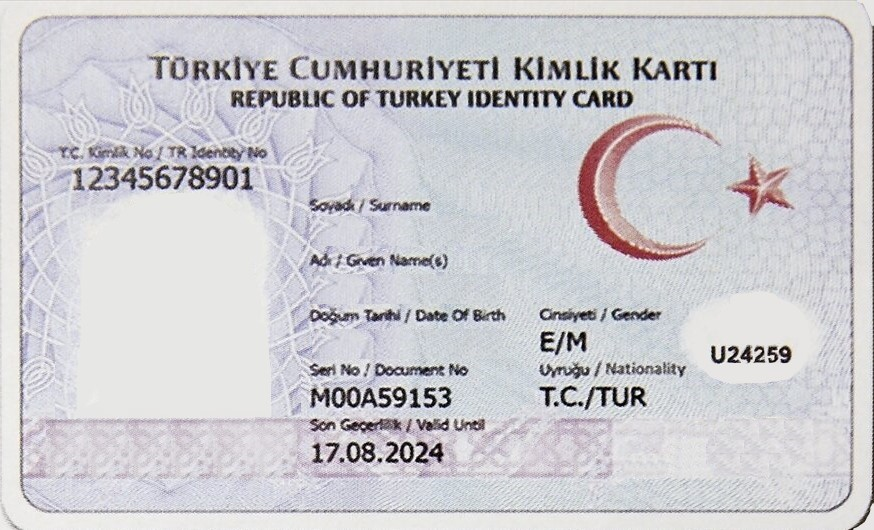 TÜRKİYE CUMHURİYETİ KİMLİK KARTI
REPUBLIC OF TURKEY IDENTITY CARD
T.C. Kimlik No / TR Identity No
12345678901
Soyadı / Surname
Adı / Given Name(s)
Doğum Tarihi / Date Of Birth
Cinsiyeti / Gender
E/M
Seri No / Document No
M00A59153
Uyruğu / Nationality
T.C./TUR
U24259
Son Geçerlilik / Valid Until
17.08.2024